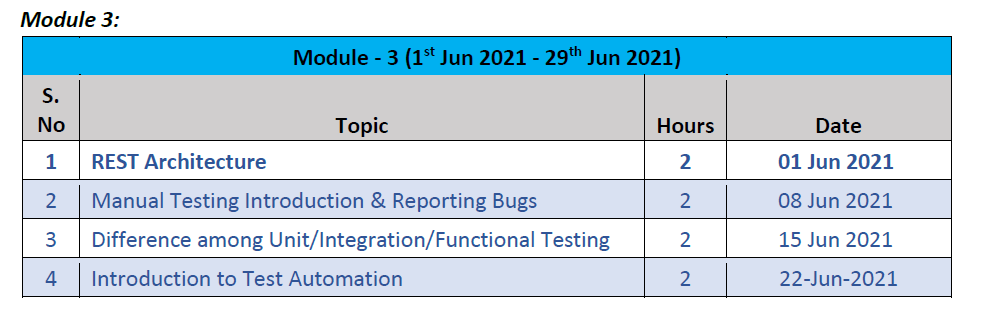 Module 3:
Module - 3 (1st Jun 2021 - 29th Jun 2021)
S. No Topic Hours Date
1 REST Architecture 2 01 Jun 2021
2 Manual Testing Introduction & Reporting Bugs 2 08 Jun 2021
3 Difference among Unit/Integration/Functional Testing 2 15 Jun 2021
4 Introduction to Test Automation 2 22-Jun-2021